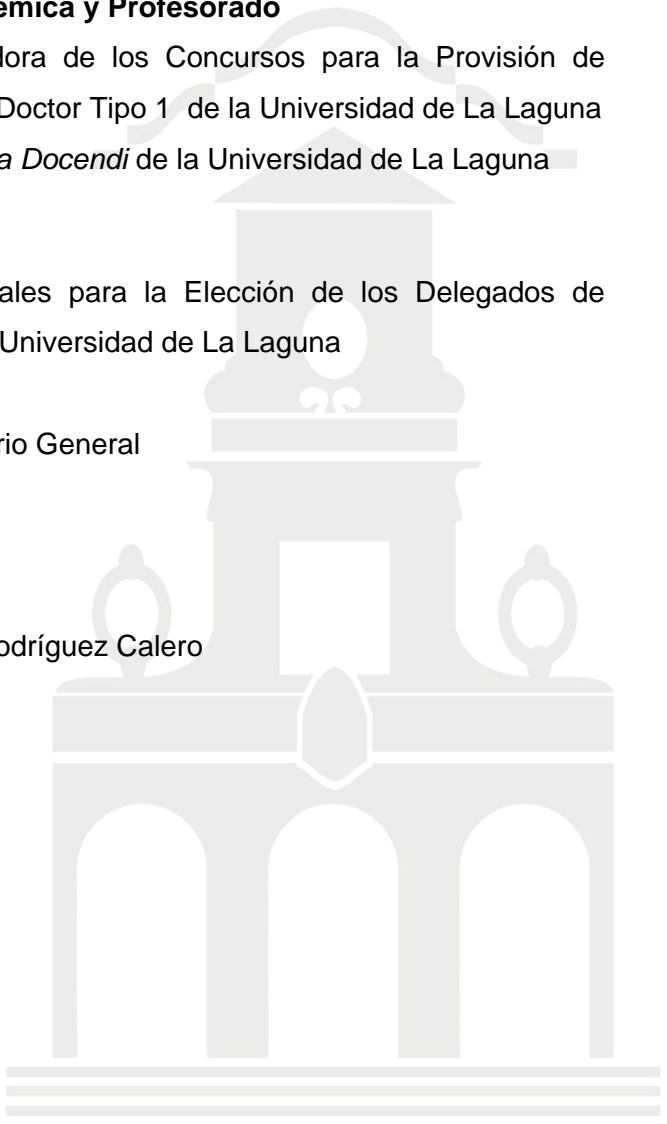 émica y Profesorado
dora de los Concursos para la Provisión de
Doctor Tipo 1 de la Universidad de La Laguna
a Docendi de la Universidad de La Laguna
ales para la Elección de los Delegados de
Universidad de La Laguna
rio General
odríguez Calero